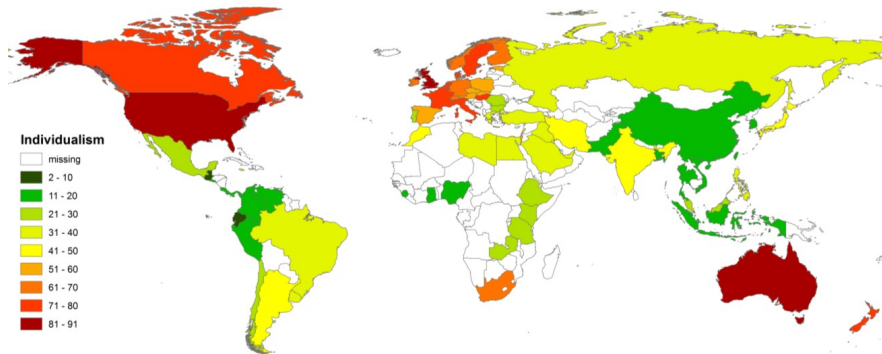 Individualism
missing
2 - 10
11 - 20
21 - 30
31 - 40
41 - 50
51 - 60
61 - 70
71 - 80
81 - 91